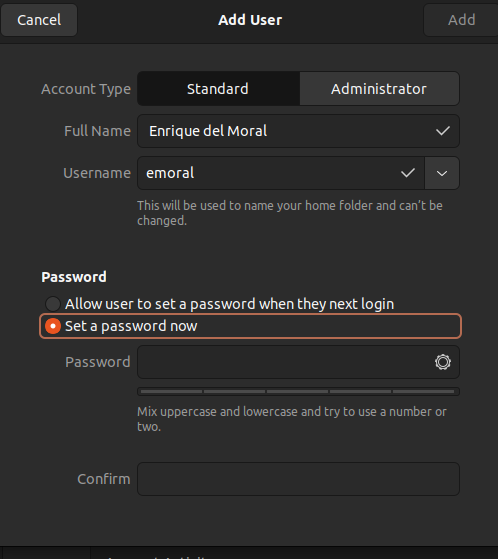 Cancel
Add User
Add
Account Type
Standard
Administrator
Full Name
Enrique del Moral
Username
emoral
This will be used to name your home folder and can't be
changed.
Password
Allow user to set a password when they next login
Set a password now
Password
Mix uppercase and lowercase and try to use a number or
two.
Confirm